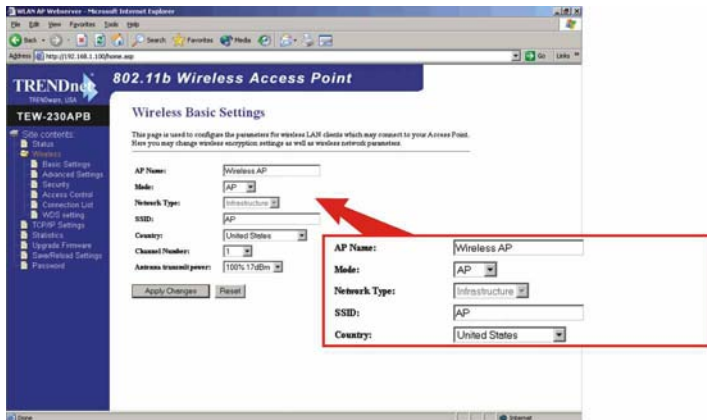 WLAN AP Webserver - Microsoft Internet Explorer
File Edit View Favorites Tools Help
Back Search Favorites Media
Address http://192.168.1.100/home.asp Go Links »
TRENDnet
TRENDware, USA
TEW-230APB
802.11b Wireless Access Point
Site contents:
Status
Wireless
Basic Settings
Advanced Settings
Security
Access Control
Connection List
WDS setting
TCP/IP Settings
Statistics
Upgrade Firmware
Save/Reload Settings
Password
Wireless Basic Settings
This page is used to configure the parameters for wireless LAN clients which may connect to your Access Point.
Here you may change wireless encryption settings as well as wireless network parameters.
AP Name: Wireless AP
Mode: AP
Network Type: Infrastructure
SSID: AP
Country: United States
Channel Number: 1
Antenna transmit power: 100% 17dBm
Apply Changes Reset
AP Name: Wireless AP
Mode: AP
Network Type: Infrastructure
SSID: AP
Country: United States
Done Internet